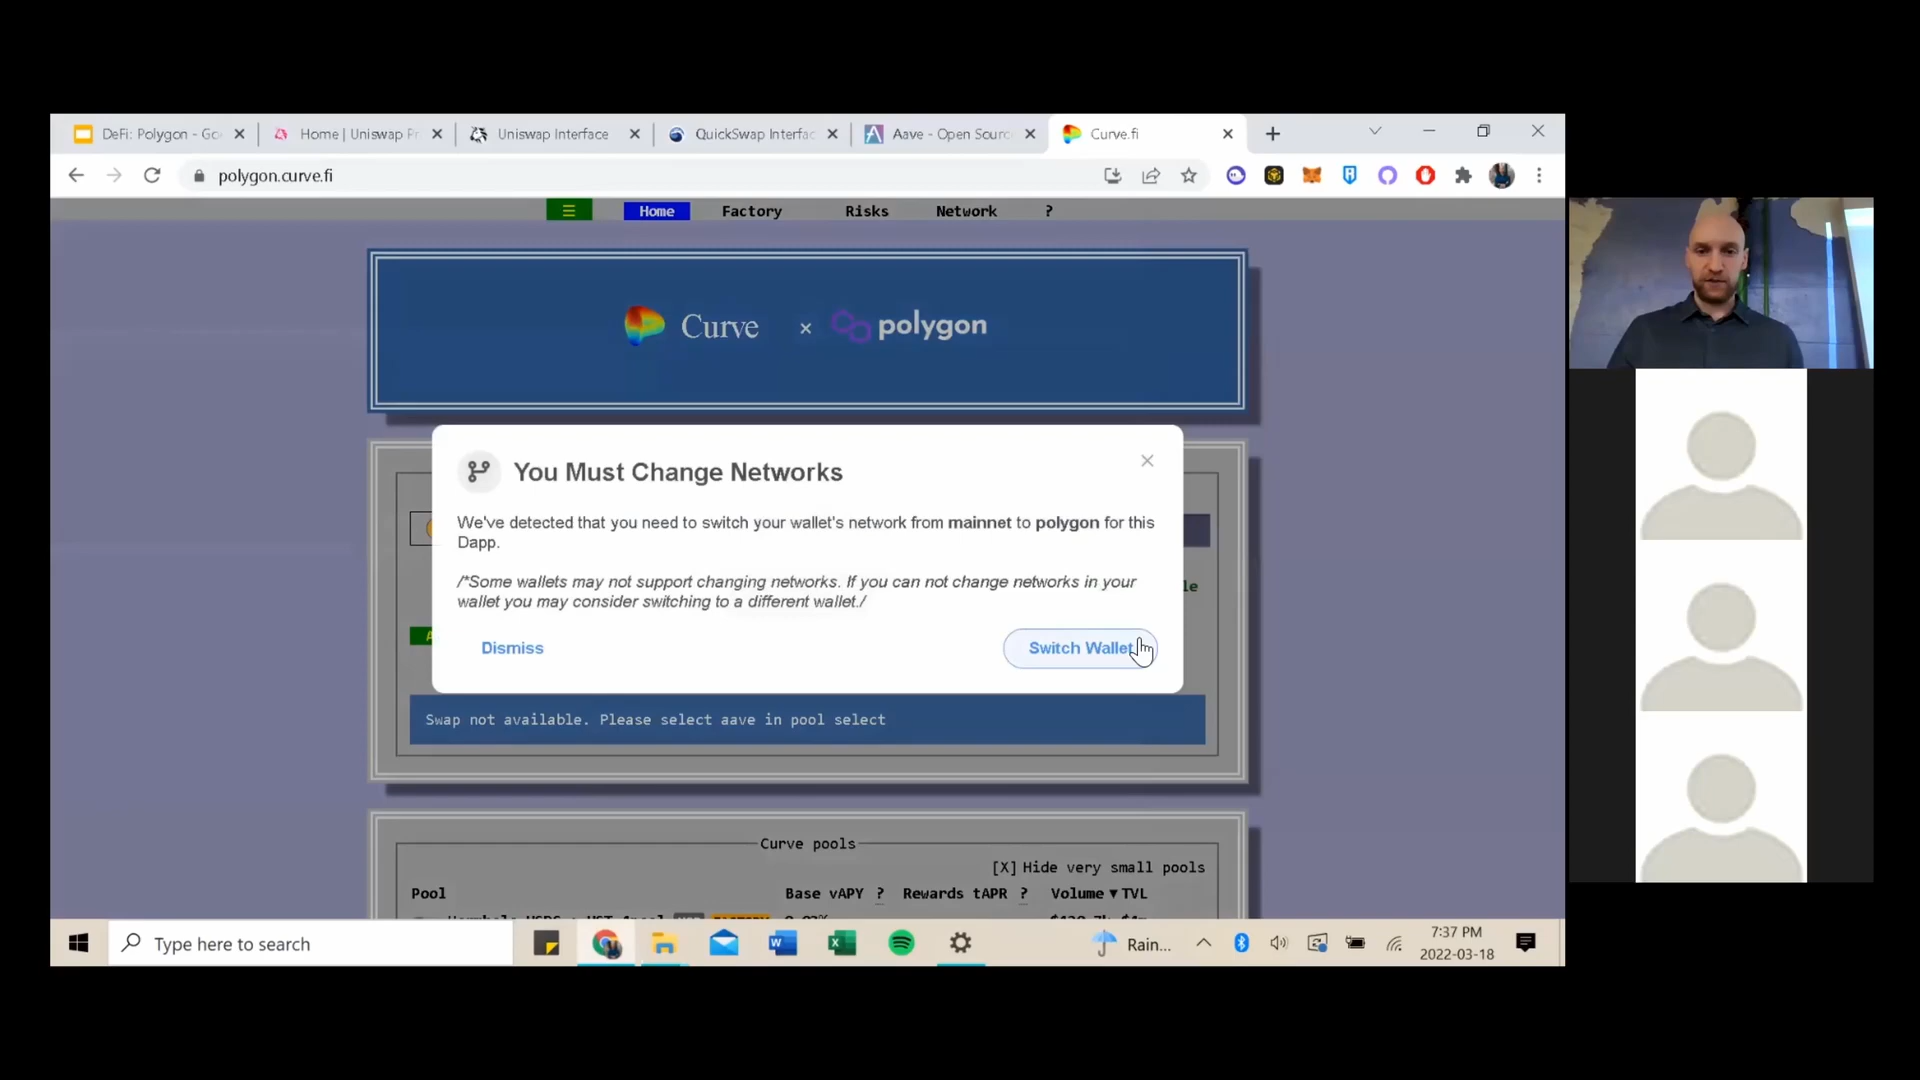 DeFi: Polygon - Go
Home | Uniswap Pr
Uniswap Interface
QuickSwap Interfac
Aave - Open Sourc
Curve.fi
polygon.curve.fi
Home
Factory
Risks
Network
?
Curve × polygon
You Must Change Networks
We've detected that you need to switch your wallet's network from mainnet to polygon for this
Dapp.
/*Some wallets may not support changing networks. If you can not change networks in your
wallet you may consider switching to a different wallet./
Dismiss
Switch Wallet
le
A
Swap not available. Please select aave in pool select
Curve pools
[X] Hide very small pools
Pool
Base vAPY ?
Rewards tAPR ?
Volume ▼ TVL
Type here to search
Rain...
7:37 PM
2022-03-18